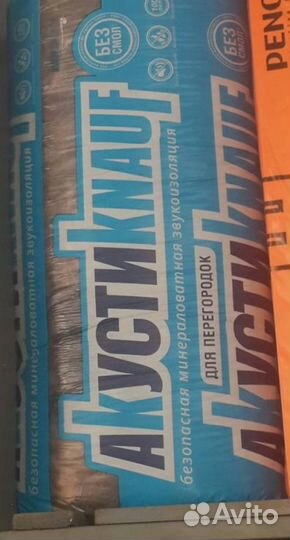 безопасная минераловатная звукоизоляция
БЕЗ
СМОЛ
АКУСТИKNAUF
безопасная минераловатная звукоизоляция
ДЛЯ ПЕРЕГОРОДОК
БЕЗ
СМОЛ
АКУСТИKNAUF
PENO
Avito